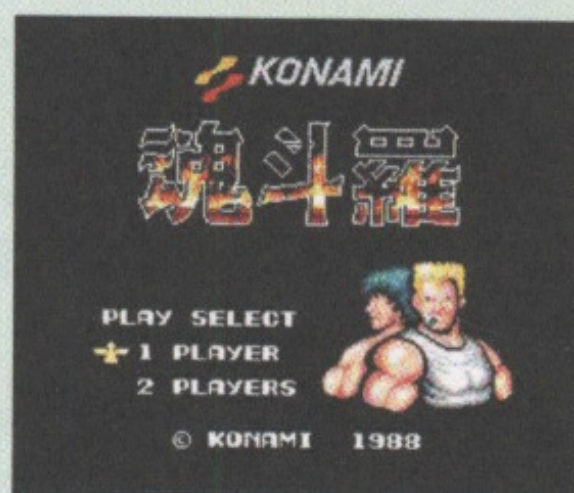 KONAMI
魂斗羅
PLAY SELECT
1 PLAYER
2 PLAYERS
© KONAMI 1988